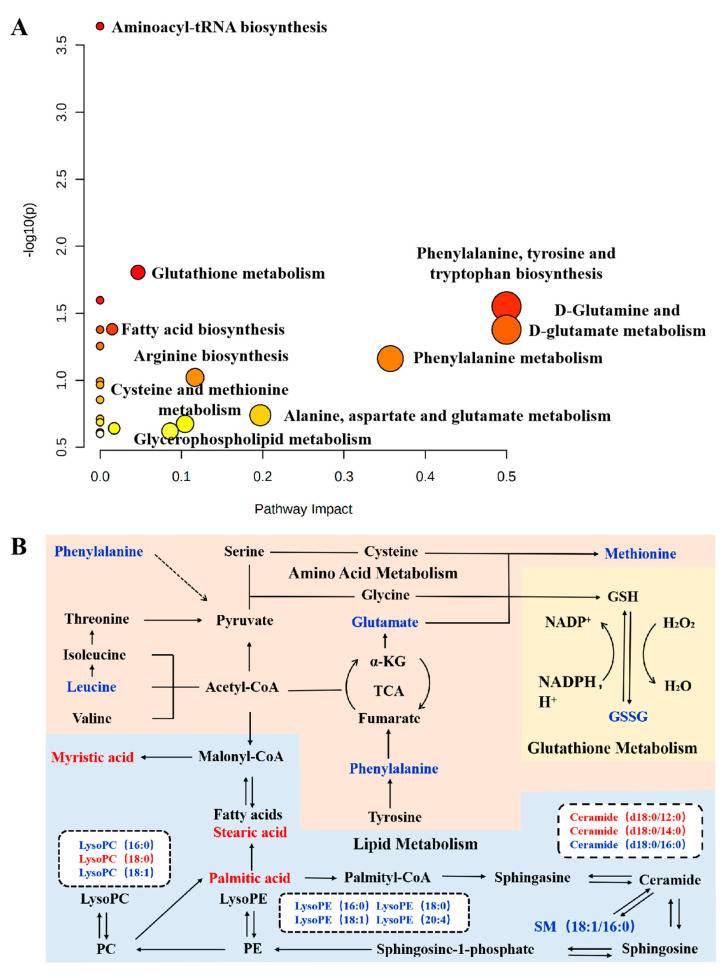 A
Aminoacyl-tRNA biosynthesis
3.5
3.0
2.5
2.0
1.5
1.0
0.5
-log10(p)
Glutathione metabolism
Phenylalanine, tyrosine and
tryptophan biosynthesis
D-Glutamine and
D-glutamate metabolism
Fatty acid biosynthesis
Arginine biosynthesis
Phenylalanine metabolism
Cysteine and methionine
metabolism
Alanine, aspartate and glutamate metabolism
Glycerophospholipid metabolism
0.0 0.1 0.2 0.3 0.4 0.5
Pathway Impact
B
Phenylalanine Serine Cysteine Methionine
Amino Acid Metabolism
Glycine GSH
Threonine Pyruvate Glutamate NADP+ H2O2
Isoleucine α-KG
Leucine Acetyl-CoA TCA NADPH, H2O
H+
Valine Fumarate GSSG
Glutathione Metabolism
Myristic acid Malonyl-CoA Phenylalanine
Fatty acids Tyrosine
Stearic acid Lipid Metabolism
LysoPC (16:0)
LysoPC (18:0)
LysoPC (18:1)
Ceramide (d18:0/12:0)
Ceramide (d18:0/14:0)
Ceramide (d18:0/16:0)
Palmitic acid Palmityl-CoA Sphingasine Ceramide
LysoPC LysoPE
LysoPE (16:0) LysoPE (18:0)
LysoPE (18:1) LysoPE (20:4)
SM (18:1/16:0)
PC PE Sphingosine-1-phosphate Sphingosine